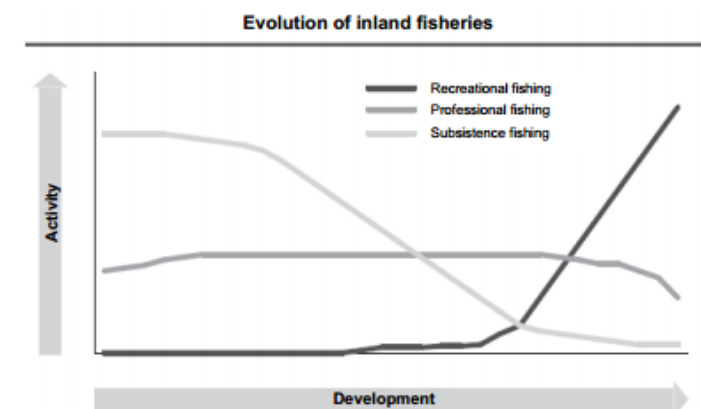 Evolution of inland fisheries
Recreational fishing
Professional fishing
Subsistence fishing
Activity
Development